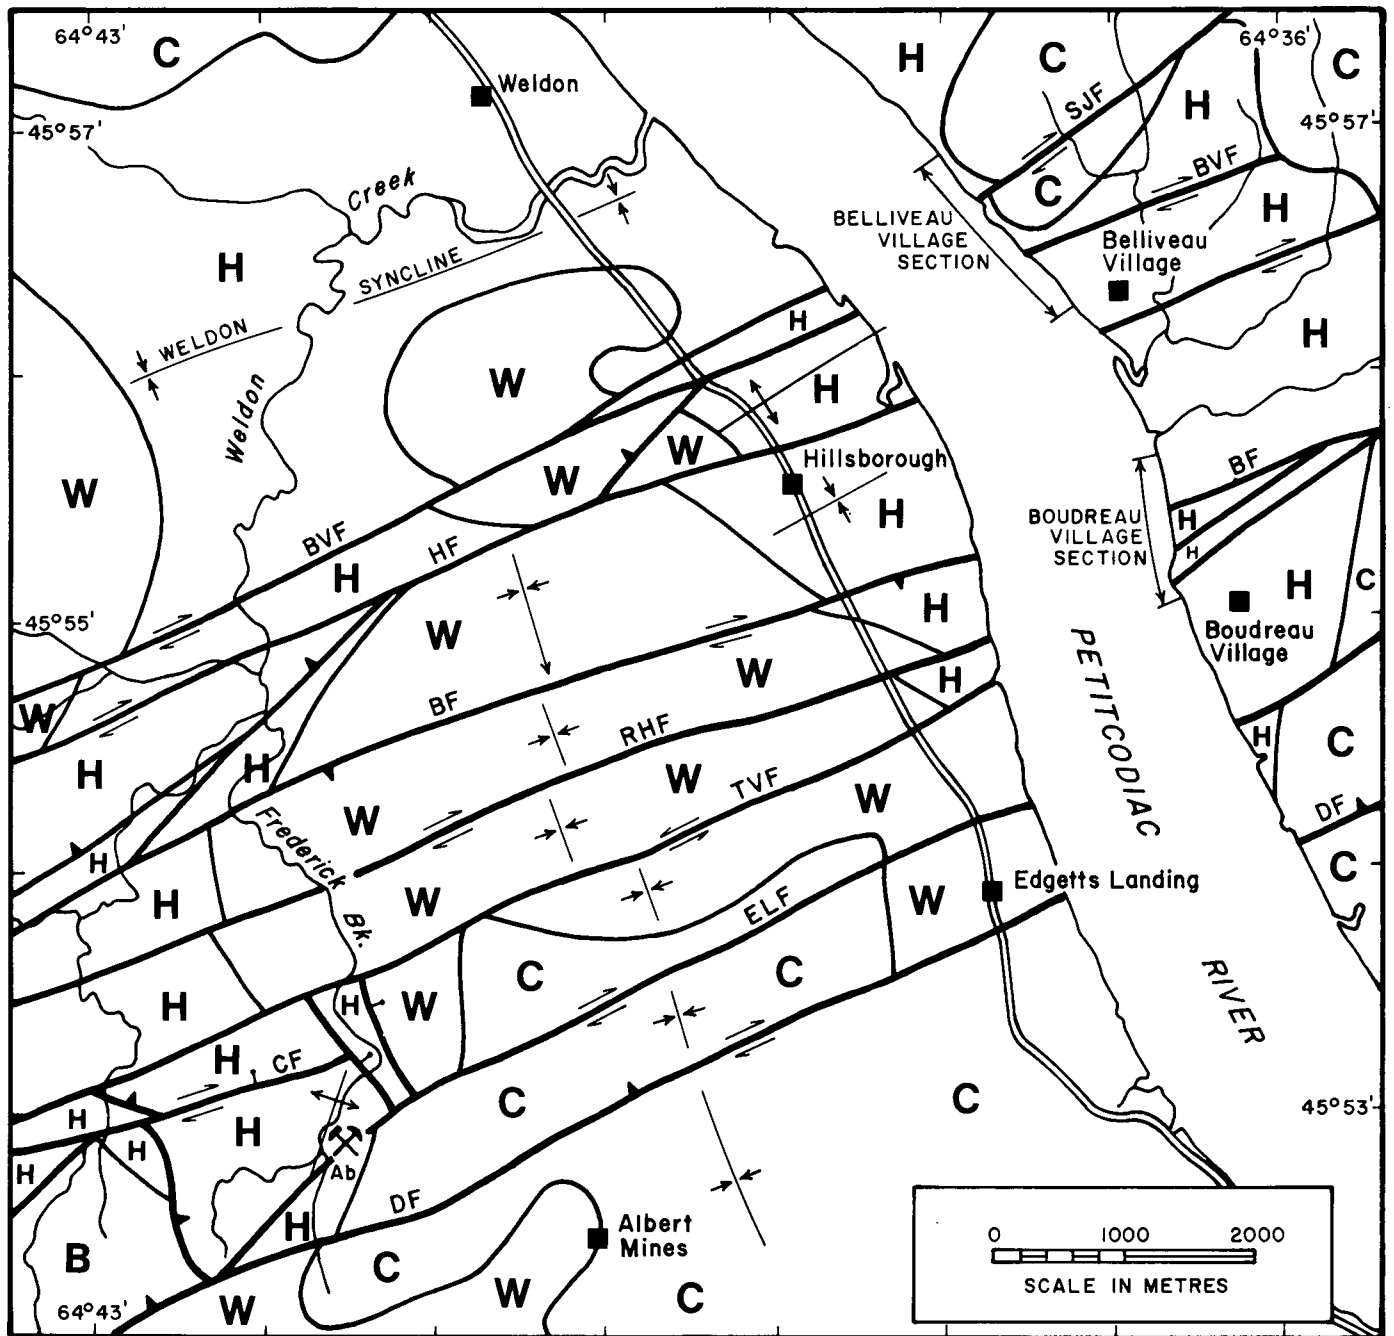 64°43'
C
H
C
64°36'
C
Weldon
SJF
H
45°57'
45°57'
BVF
Creek
C
H
BELLIVEAU
VILLAGE
SECTION
Belliveau
Village
H
SYNCLINE
WELDON
H
H
W
H
Weldon
W
W
W
Hillsborough
BF
H
H
BOUDREAU
VILLAGE
SECTION
H
BVF
HF
H
H
C
45°55'
W
H
Boudreau
Village
W
H
PETITCODIAC
RIVER
W
BF
RHF
H
C
H
H
W
TVF
W
W
DF
Frederick
Bk.
H
C
H
W
ELF
W
Edgetts Landing
C
C
H
H
W
H
CF
C
C
45°53'
H
H
H
H
Ab
DF
H
B
C
Albert
Mines
64°43'
W
W
C
0 1000 2000
SCALE IN METRES